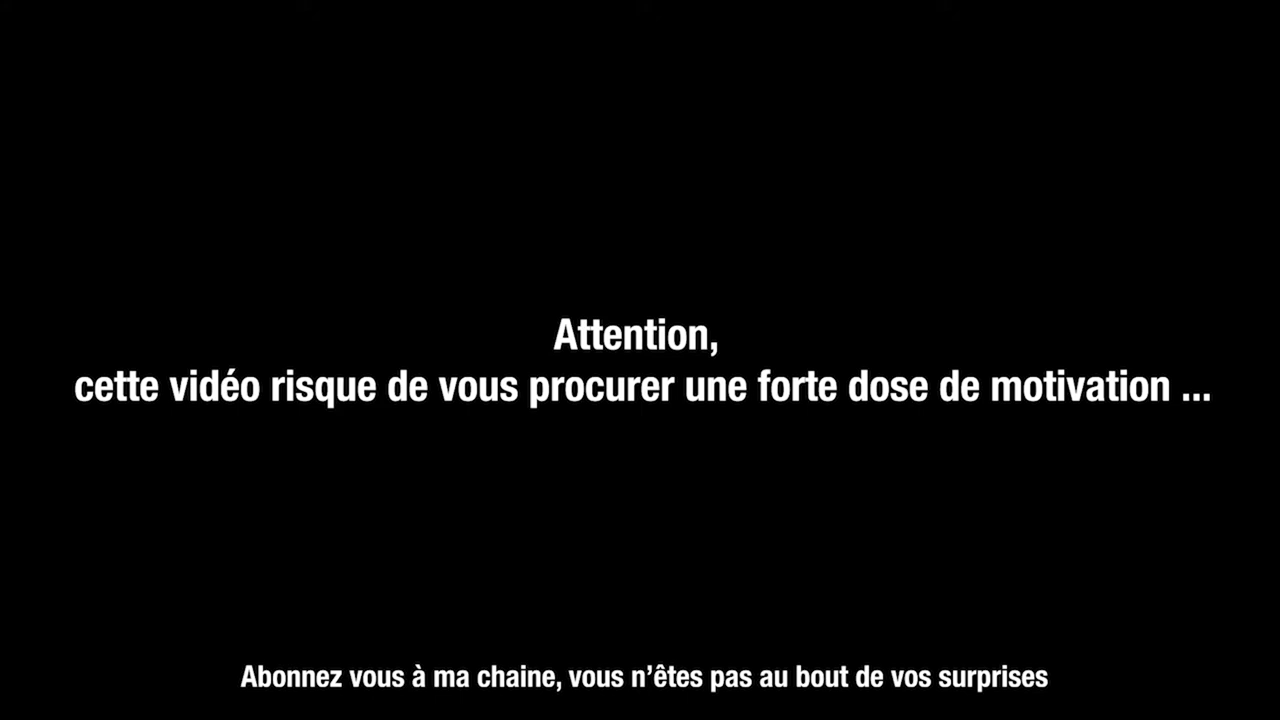 Attention,
cette vidéo risque de vous procurer une forte dose de motivation ...
Abonnez vous à ma chaine, vous n’êtes pas au bout de vos surprises